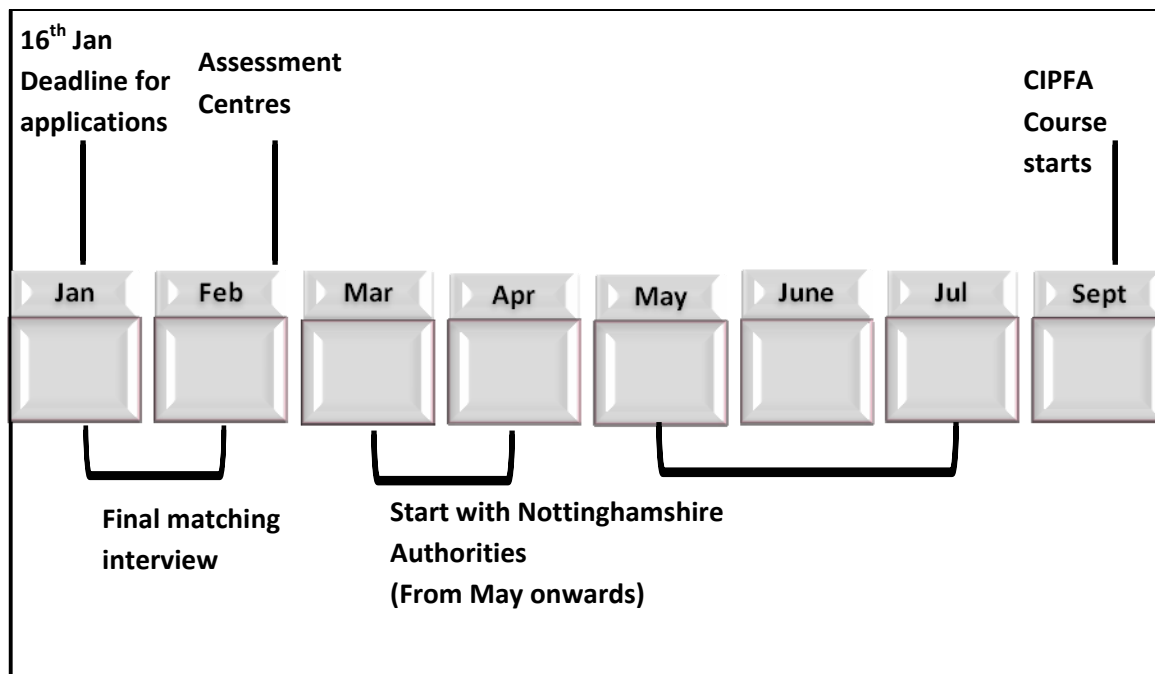 16th Jan
Deadline for
applications
Assessment
Centres
CIPFA
Course
starts
Jan
Feb
Mar
Apr
May
June
Jul
Sept
Final matching
interview
Start with Nottinghamshire
Authorities
(From May onwards)